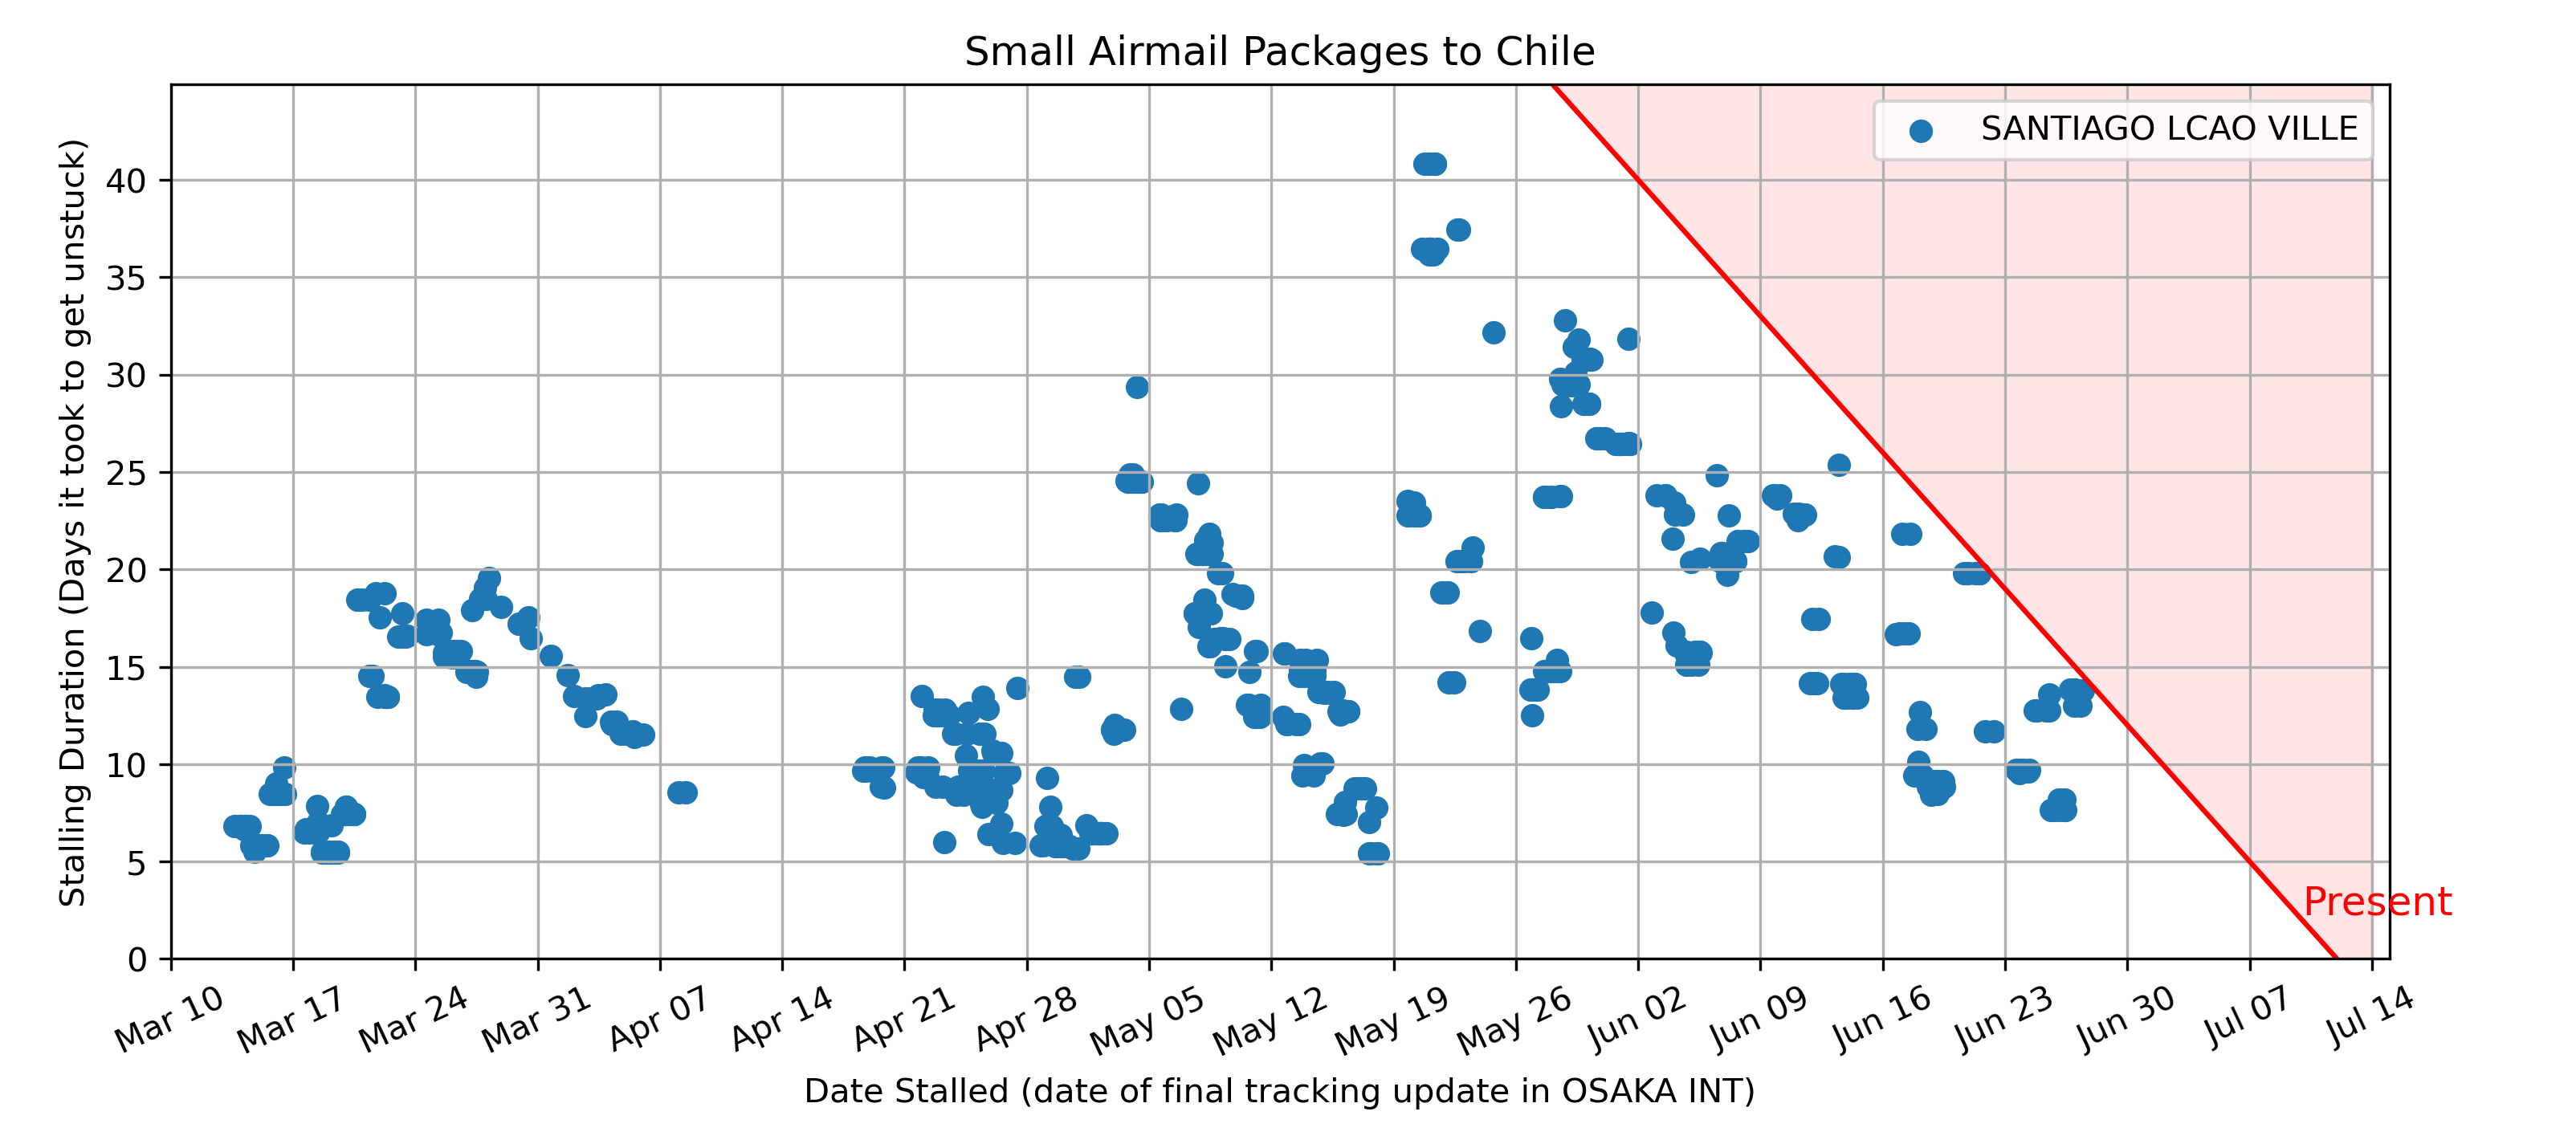 Small Airmail Packages to Chile
SANTIAGO LCAO VILLE
Stalling Duration (Days it took to get unstuck)
40
35
30
25
20
15
10
5
0
Present
Mar 10
Mar 17
Mar 24
Mar 31
Apr 07
Apr 14
Apr 21
Apr 28
May 05
May 12
May 19
May 26
Jun 02
Jun 09
Jun 16
Jun 23
Jun 30
Jul 07
Jul 14
Date Stalled (date of final tracking update in OSAKA INT)